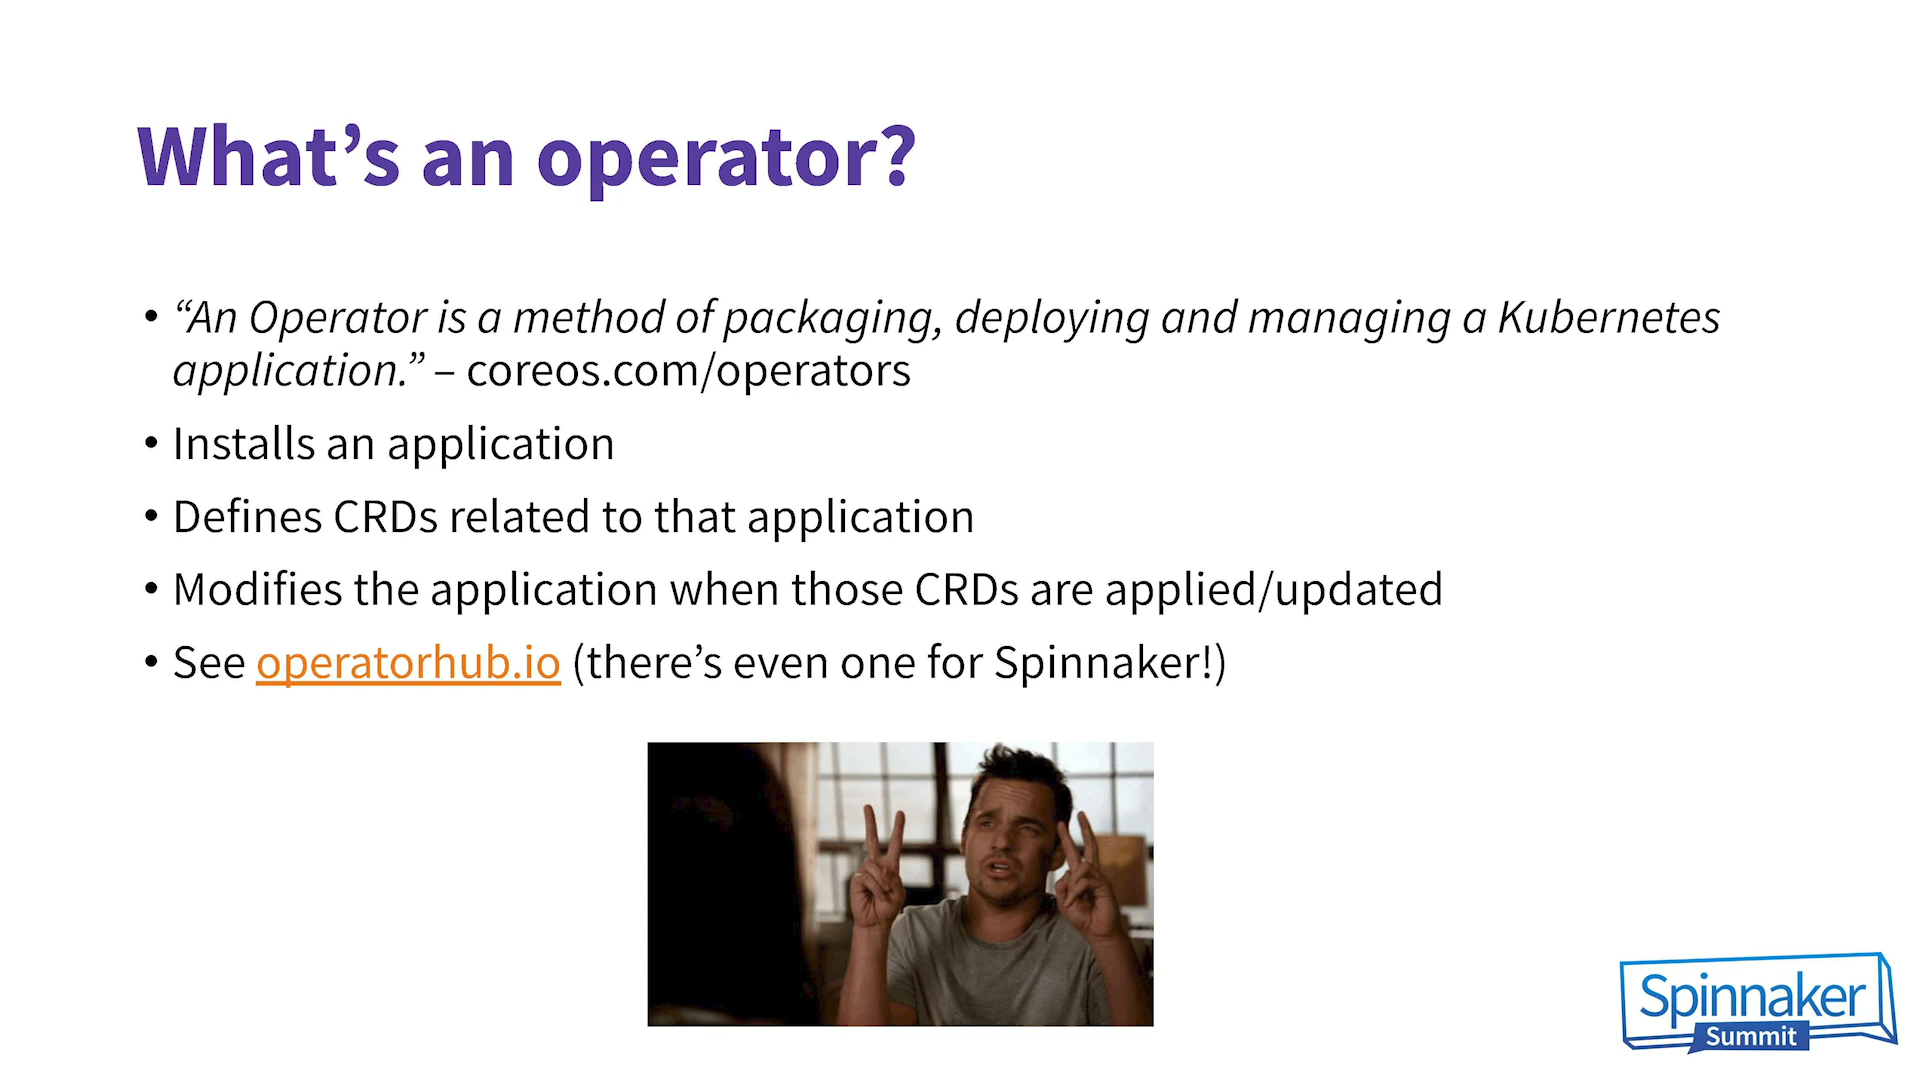 What’s an operator?
• “An Operator is a method of packaging, deploying and managing a Kubernetes
application.” – coreos.com/operators
• Installs an application
• Defines CRDs related to that application
• Modifies the application when those CRDs are applied/updated
• See operatorhub.io (there’s even one for Spinnaker!)
Spinnaker
Summit